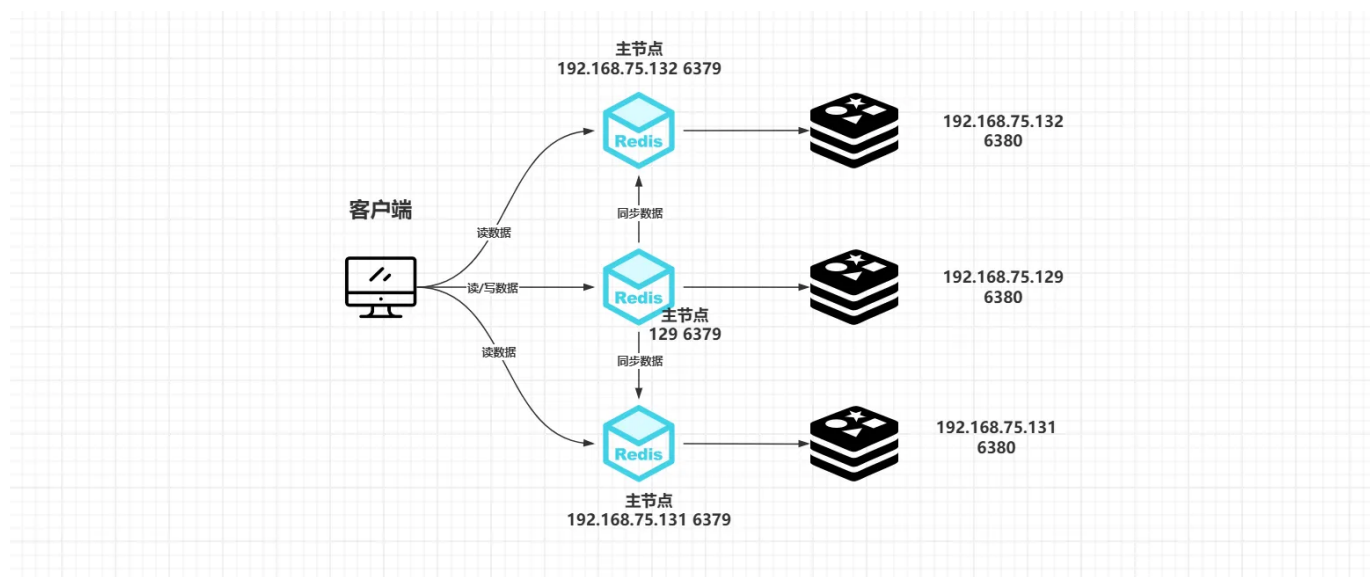 主节点
192.168.75.132 6379
Redis
192.168.75.132
6380
同步数据
客户端
读数据
读/写数据
Redis
主节点
129 6379
192.168.75.129
6380
读数据
同步数据
Redis
192.168.75.131
6380
主节点
192.168.75.131 6379